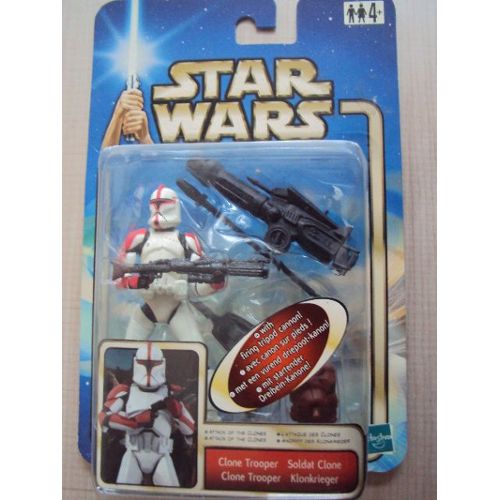 4+
STAR
WARS
• with
firing tripod cannon!
• avec canon sur pieds !
• met een vurend driepoot-kanon!
• mit startender
Dreibein-Kanone!
• ATTACK OF THE CLONES • L'ATTAQUE DES CLONES
• ATTACK OF THE CLONES • ANGRIFF DER KLONKRIEGER
Clone Trooper Soldat Clone
Clone Trooper Klonkrieger
Hasbro